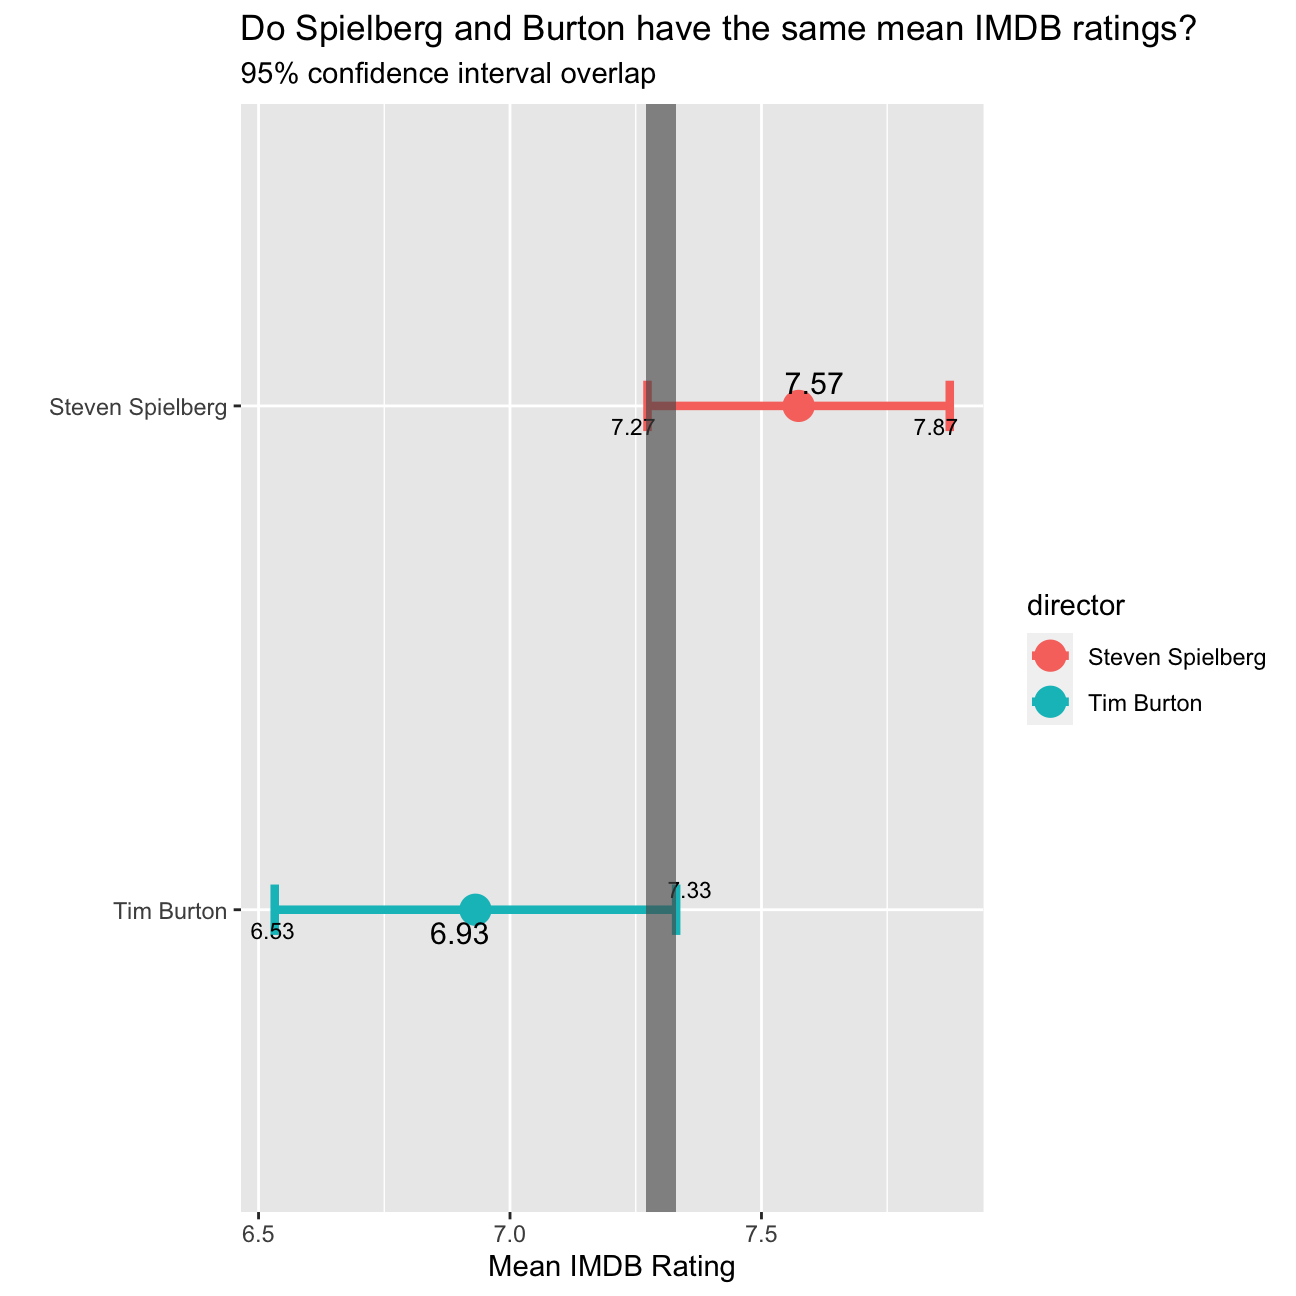 Do Spielberg and Burton have the same mean IMDB ratings?
95% confidence interval overlap
7.57
Steven Spielberg
7.27
7.87
director
Steven Spielberg
Tim Burton
7.33
Tim Burton
6.53
6.93
6.5
7.0
7.5
Mean IMDB Rating